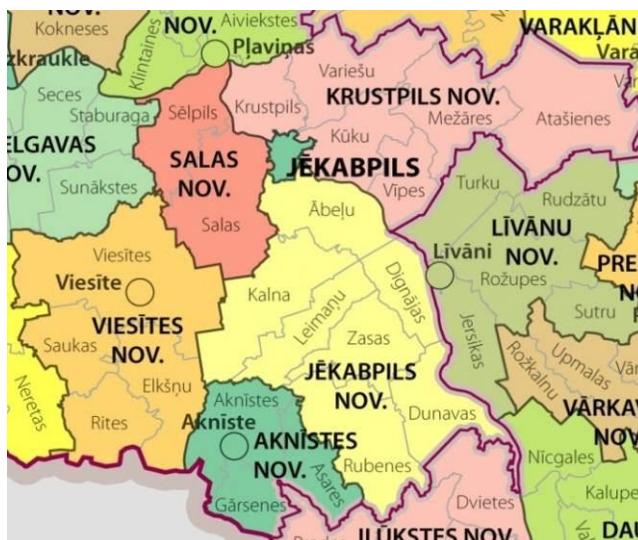 Kokneses
Klintaines
NOV.
Aiviekstes
Pļaviņas
VARAKĻĀN
Vara
zkraukle
Seces
Staburaga
Sēlpils
Krustpils
Variešu
KRUSTPILS NOV.
Mežāres
Atašienes
ELGAVAS
NOV.
SALAS
NOV.
Kūku
JĒKABPILS
Vīpes
Sunākstes
Salas
Ābeļu
Turku
Rudzātu
LĪVĀNU
NOV.
Līvāni
Rožupes
PRE
Sutru
Viesītes
Viesīte
Kalna
Leimaņu
Dignājas
Jersikas
VIESĪTES
NOV.
Saukas
Elkšņu
Zasas
JĒKABPILS
NOV.
Rožkalnu
Upmalas
VĀRKAV
NOV
Neretas
Rites
Aknīstes
Aknīste
AKNĪSTES
NOV.
Dunavas
Rubenes
Asares
Gārsenes
Nīcgales
Kalupe
Dvietes
ILŪKSTES NOV.
DAU